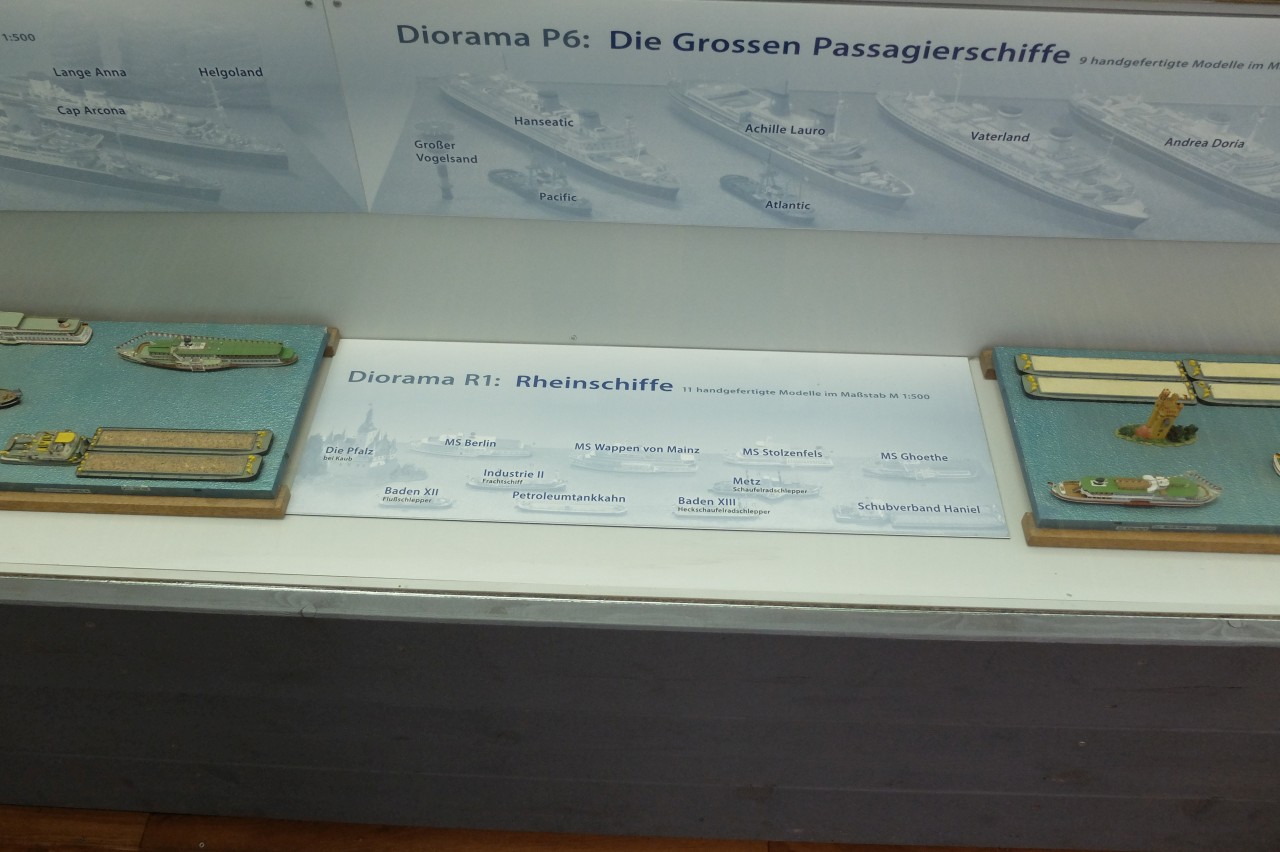 1:500
Lange Anna
Helgoland
Cap Arcona
Diorama P6: Die Grossen Passagierschiffe 9 handgefertigte Modelle im M
Hanseatic
Achille Lauro
Vaterland
Andrea Doria
Großer
Vogelsand
Pacific
Atlantic
Diorama R1: Rheinschiffe 11 handgefertigte Modelle im Maßstab M 1:500
Die Pfalz
bei Kaub
MS Berlin
MS Wappen von Mainz
MS Stolzenfels
MS Ghoethe
Industrie II
Frachtschiff
Metz
Schaufelradschlepper
Baden XII
Flußschlepper
Petroleumtankkahn
Baden XIII
Heckschaufelradschlepper
Schubverband Haniel